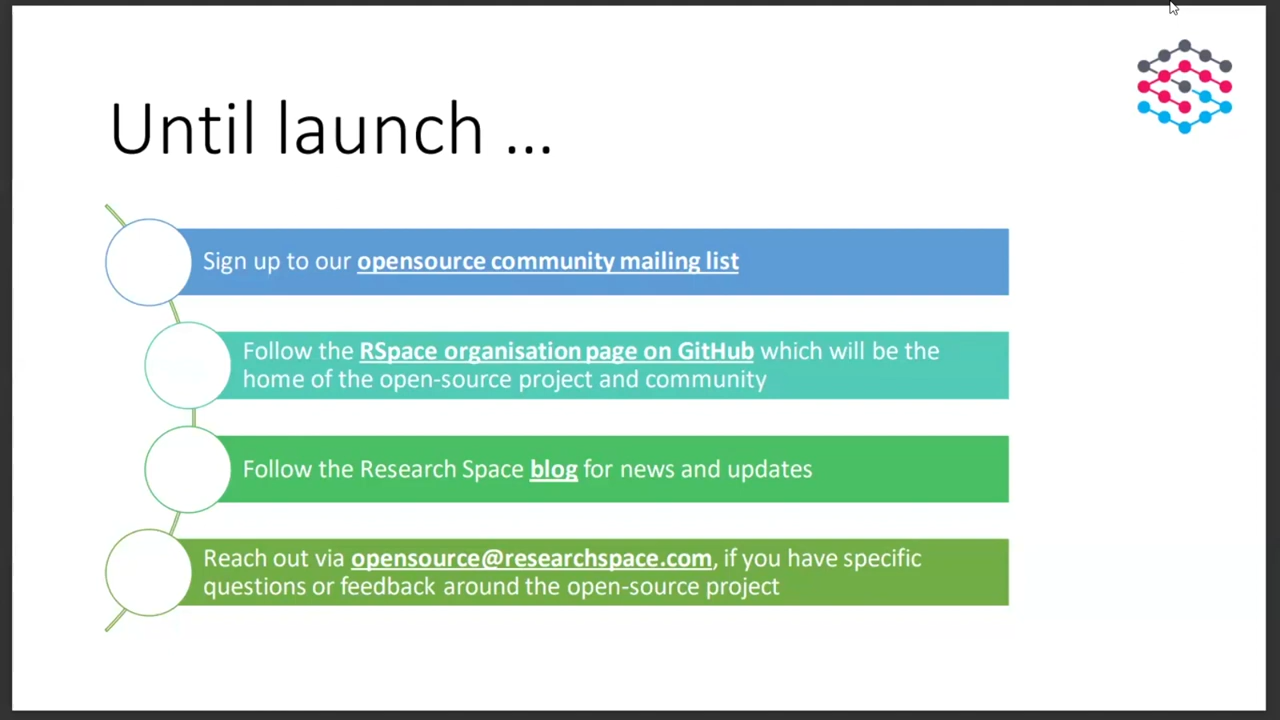 Until launch ...
Sign up to our opensource community mailing list
Follow the RSpace organisation page on GitHub which will be the
home of the open-source project and community
Follow the Research Space blog for news and updates
Reach out via opensource@researchspace.com, if you have specific
questions or feedback around the open-source project